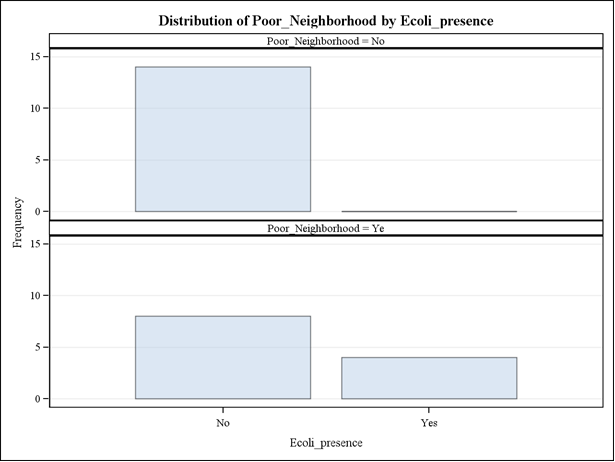 Distribution of Poor_Neighborhood by Ecoli_presence
Poor_Neighborhood = No
15
10
5
0
Frequency
Poor_Neighborhood = Ye
15
10
5
0
No Yes
Ecoli_presence